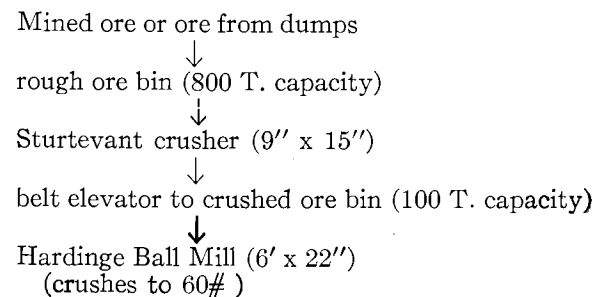 Mined ore or ore from dumps
↓
rough ore bin (800 T. capacity)
↓
Sturtevant crusher (9″ x 15″)
↓
belt elevator to crushed ore bin (100 T. capacity)
↓
Hardinge Ball Mill (6′ x 22″)
(crushes to 60# )